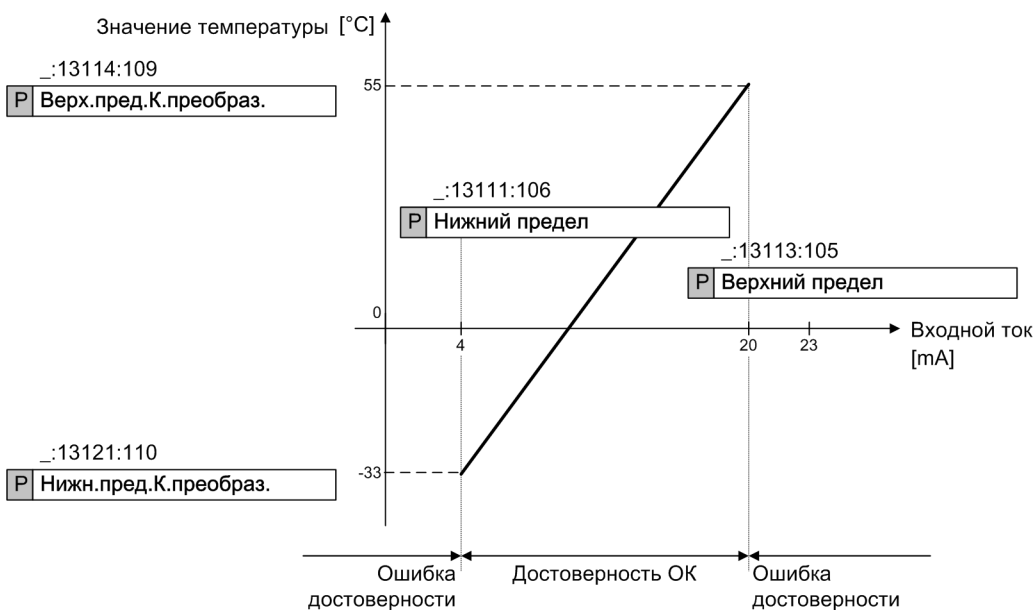 Значение температуры [°C]
_:13114:109
P Верх.пред.К.преобраз.
55
_:13111:106
P Нижний предел
_:13113:105
P Верхний предел
0
4
20
23
Входной ток
[mA]
_:13121:110
P Нижн.пред.К.преобраз.
-33
Ошибка
достоверности
Достоверность ОК
Ошибка
достоверности